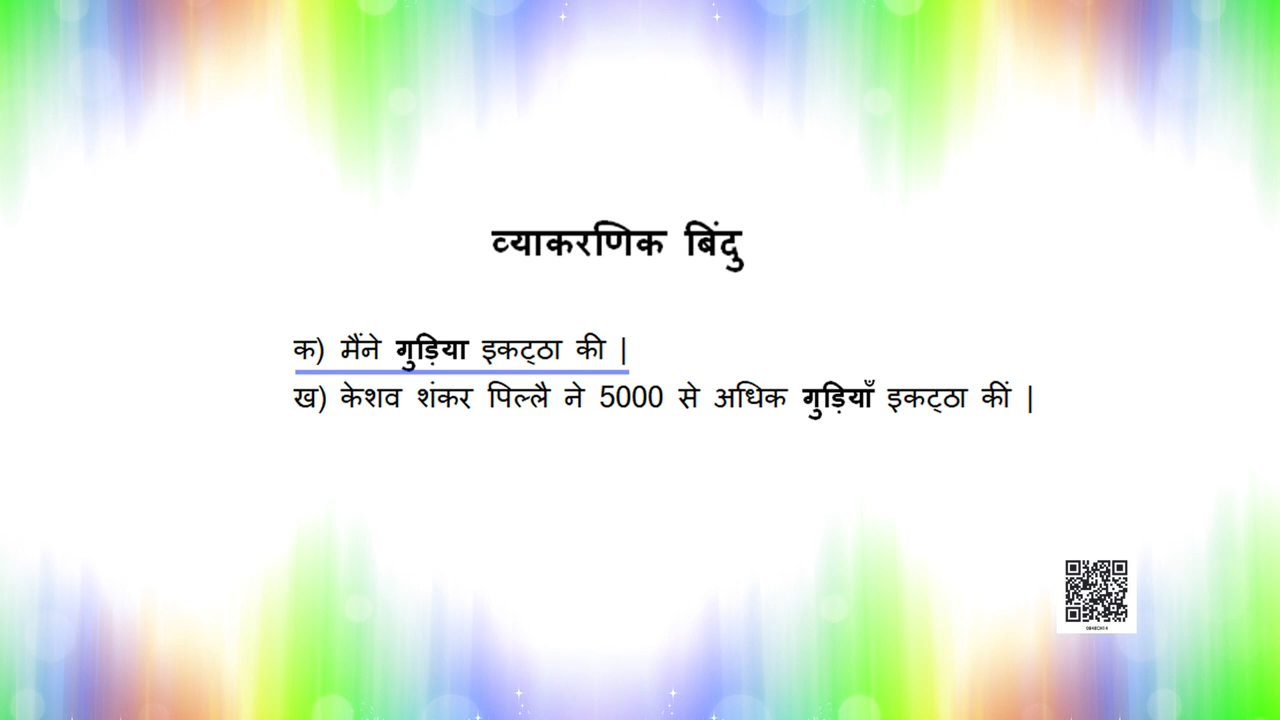 व्याकरणिक बिंदु
क) मैंने गुड़िया इकट्ठा की |
ख) केशव शंकर पिल्लै ने 5000 से अधिक गुड़ियाँ इकट्ठा कीं |